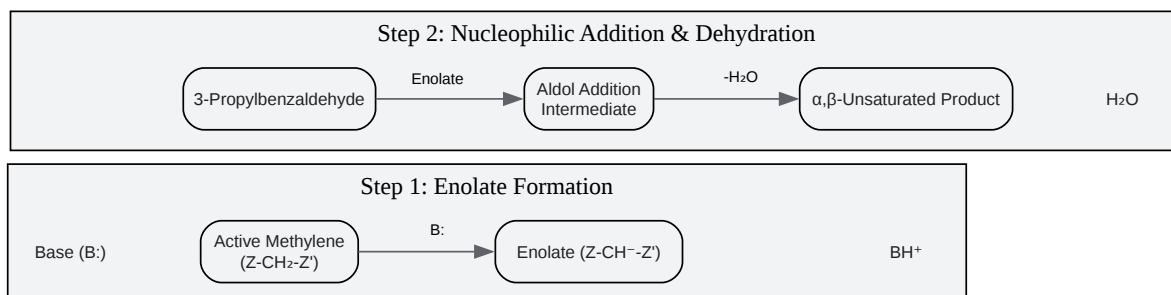 Step 2: Nucleophilic Addition & Dehydration
Enolate
-H₂O
3-Propylbenzaldehyde
Aldol Addition
Intermediate
α,β-Unsaturated Product
H₂O
Step 1: Enolate Formation
B:
Base (B:)
Active Methylene
(Z-CH₂-Z')
Enolate (Z-CH⁻-Z')
BH⁺